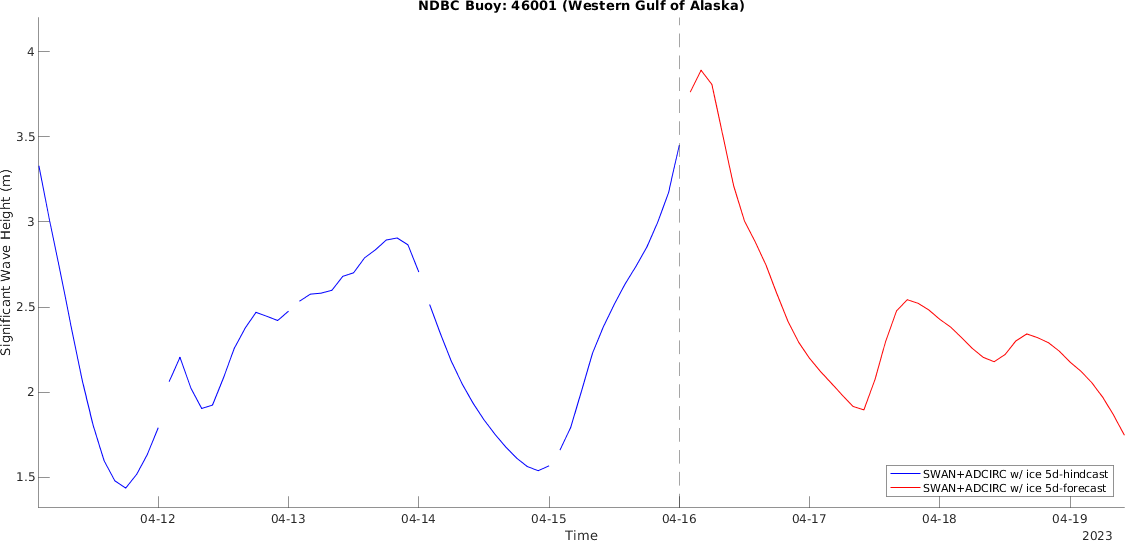 NDBC Buoy: 46001 (Western Gulf of Alaska)
4
3.5
3
2.5
2
1.5
Significant Wave Height (m)
04-12 04-13 04-14 04-15 04-16 04-17 04-18 04-19
Time
2023
SWAN+ADCIRC w/ ice 5d-hindcast
SWAN+ADCIRC w/ ice 5d-forecast